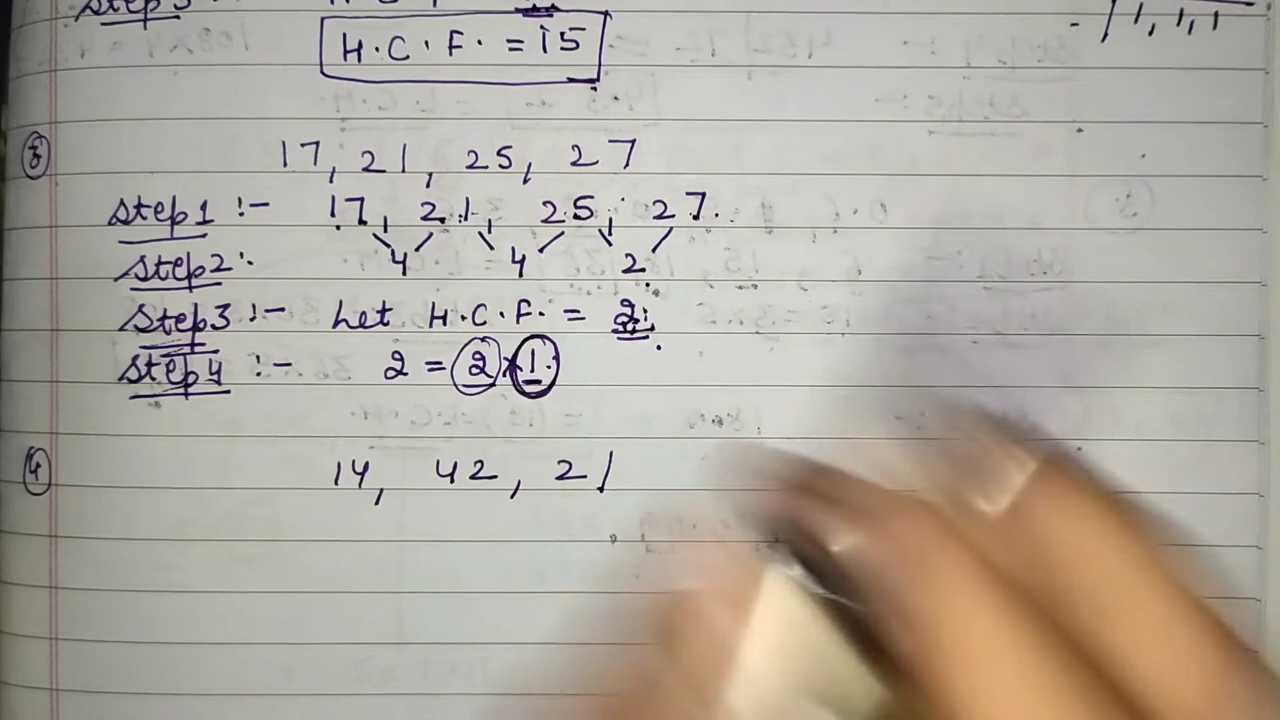 H.C.F. = 15
③ 17, 21, 25, 27
Step1 :- 17, 21, 25, 27.
Step2:- 4 4 2
Step3 :- Let H.C.F. = 2
Step4 :- 2 = 2 × 1
④ 14, 42, 21